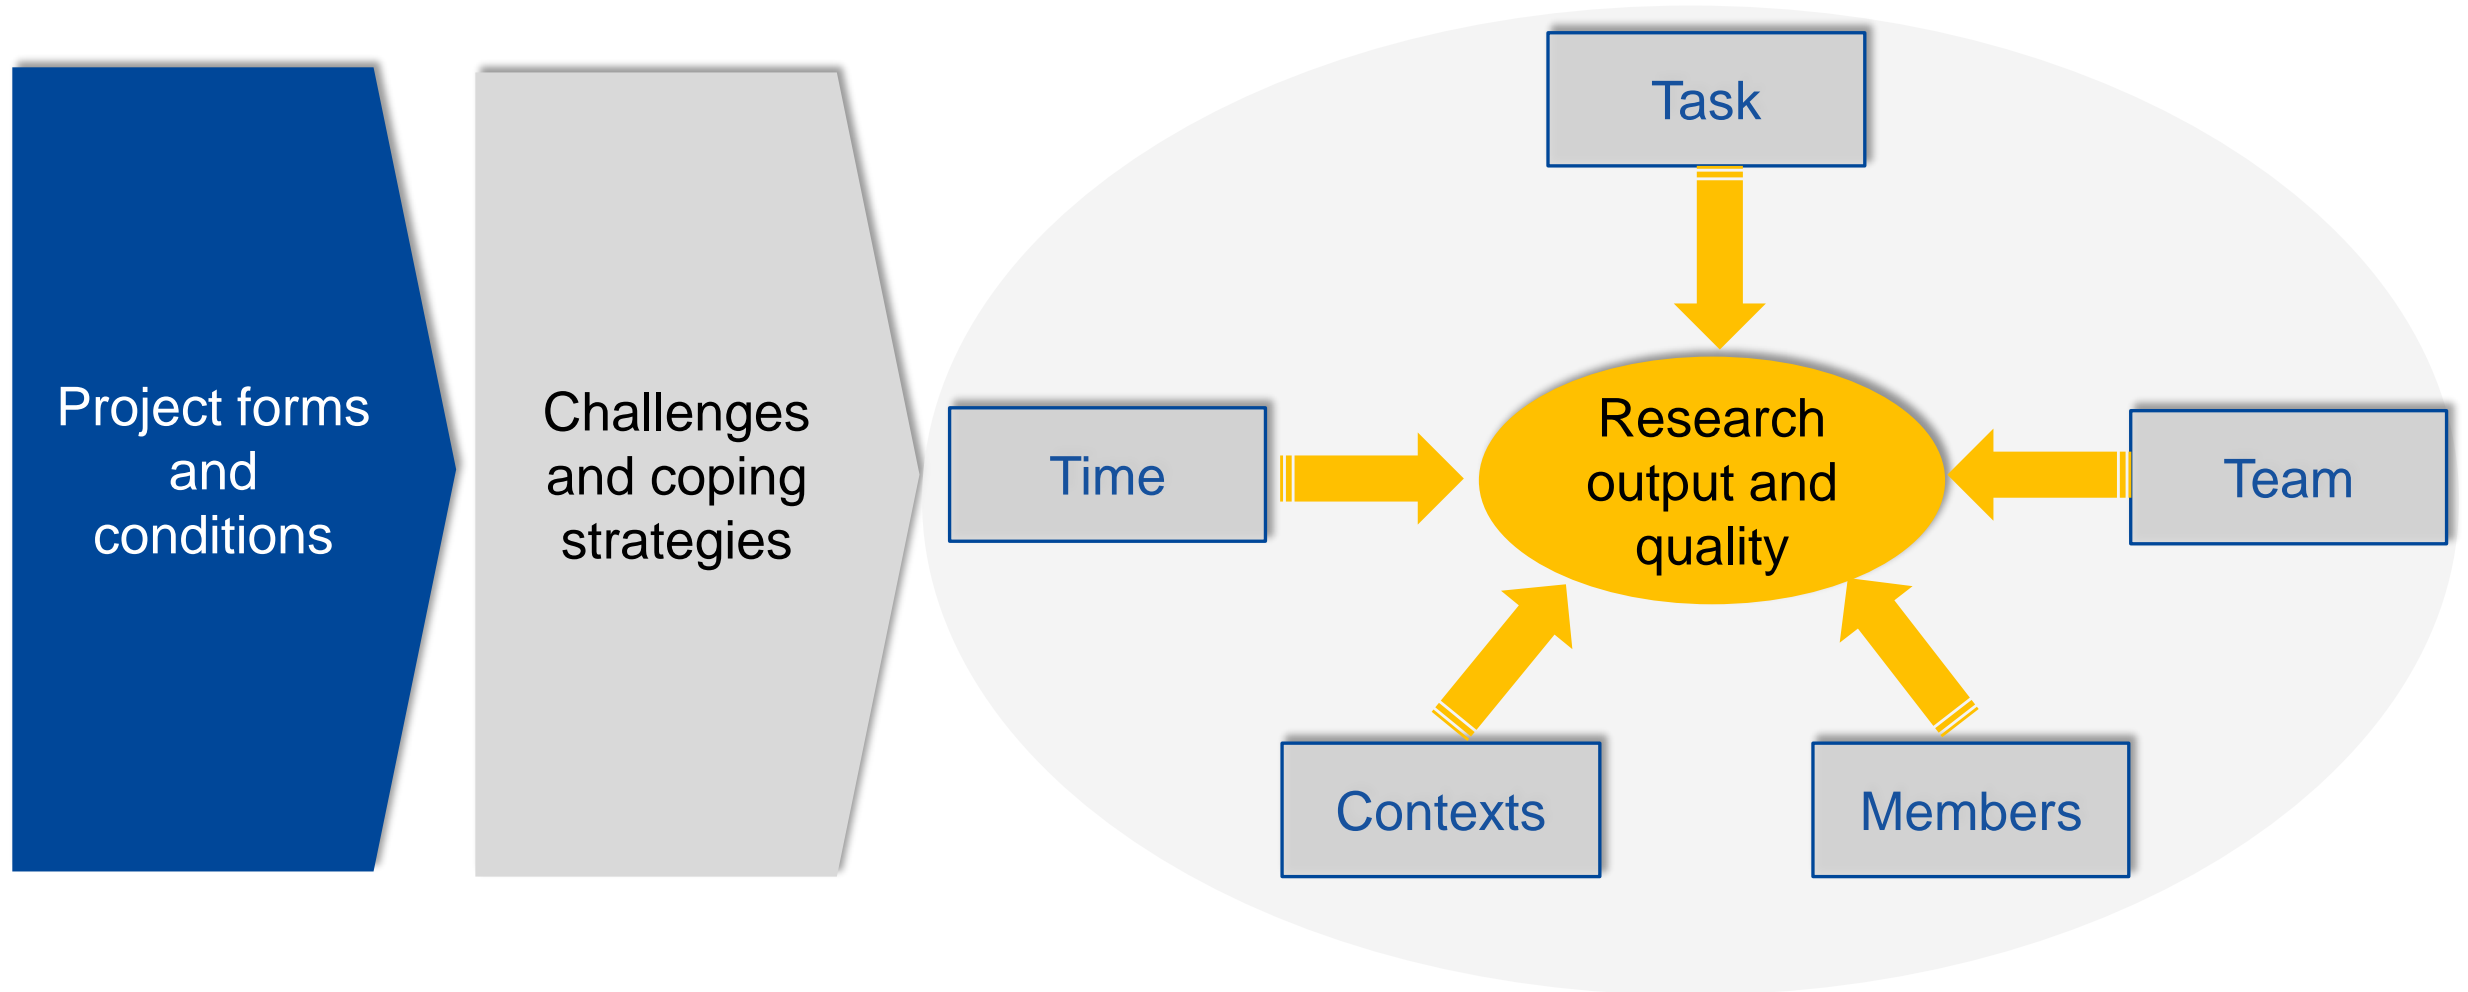 Project forms
and
conditions
Challenges
and coping
strategies
Task
Time
Research
output and
quality
Team
Contexts
Members